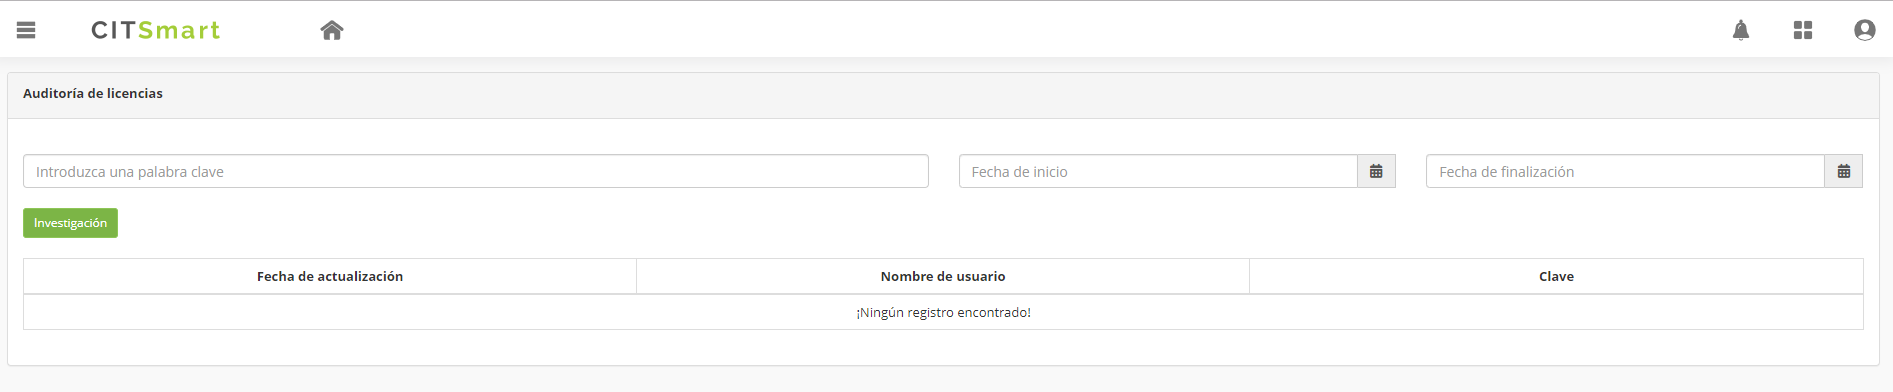 CITSmart
Auditoría de licencias
Introduzca una palabra clave
Fecha de inicio
Fecha de finalización
Investigación
Fecha de actualización
Nombre de usuario
Clave
¡Ningún registro encontrado!